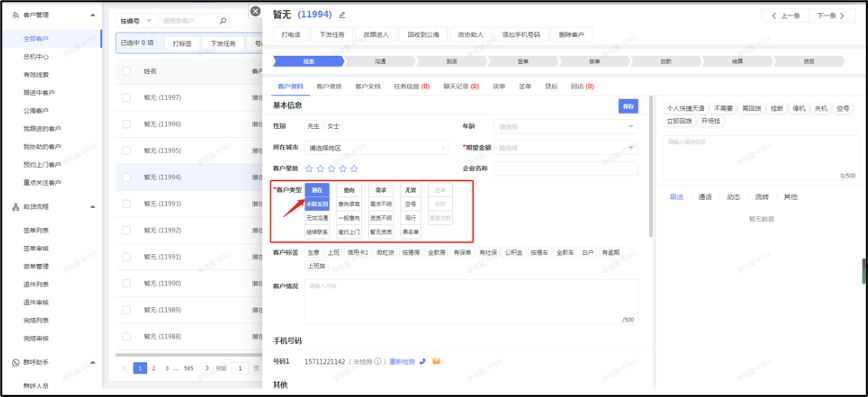 客户管理
全部客户
总机中心
有效线索
跟进中客户
公海客户
我跟进的客户
我协助的客户
预约上门客户
重点关注客户
助贷流程
签单列表
签单审核
做单管理
退件列表
退件审核
完结列表
完结审核
群呼助手
群呼人员
按编号
请搜索客户
已选中 0 项
打标签
下发任务
姓名
暂无 (11997)
暂无 (11996)
暂无 (11995)
暂无 (11994)
暂无 (11993)
暂无 (11992)
暂无 (11991)
暂无 (11990)
暂无 (11989)
暂无 (11988)
1 2 3 ... 595 到第 1 页
暂无 (11994)
上一条 下一条
打电话 下发任务 改跟进人 回收到公海 改协助人 添加手机号码 删除客户
线索 沟通 到店 签单 做单 放款 结算 贷后
客户资料 客户资质 客户文档 任务信息 (0) 聊天记录 (0) 谈单 签单 贷后 回访 (0)
基本信息
保存
性别 先生 女士
年龄 请选择
所在城市 请选择地区
*期望金额 请选择
客户星级
企业名称
*客户类型 潜在 意向 需求 无效 签单
未联系到 意向很高 需求不明 空号 放款
无效沟通 一般意向 资质不明 同行 重复贷款
继续联系 邀约上门 暂无资质 黑名单
客户标签 生意 上班 信用卡1 微粒贷 按揭房 全款房 有保单 有社保 公积金 按揭车 全款车 白户 有逾期
上班族
客户情况 请输入内容
/500
手机号码
号码1 15711221142 ( 未检测 ) 重新检测
其他
个人快捷天语 不需要 需回拨 挂断 停机 关机 空号
立即回拨 开场挂
0/500
跟进 通话 动态 流转 其他
暂无数据